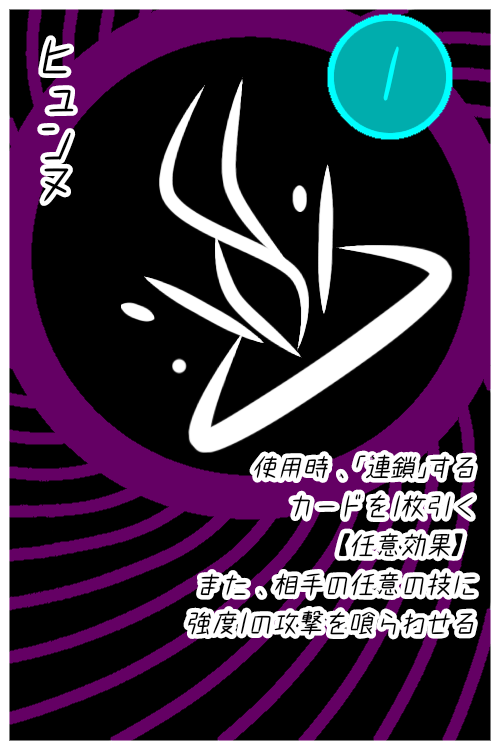 ヒュンヌ
1
使用時、「連鎖」する
カードを1枚引く
【任意効果】
また、相手の任意の技に
強度1の攻撃を喰らわせる